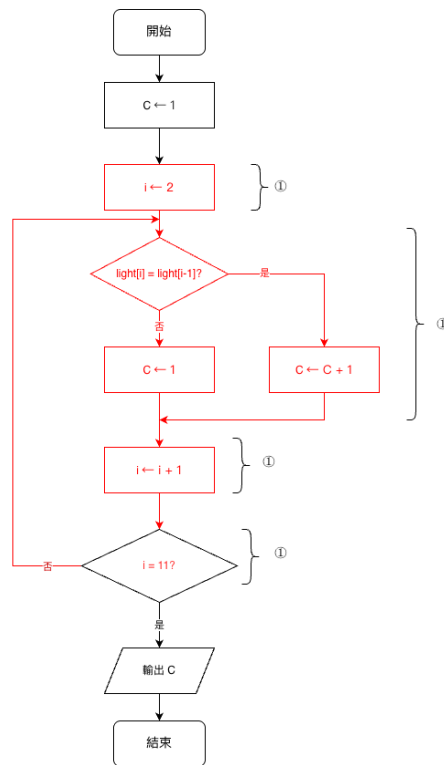 開始
C ← 1
i ← 2
①
light[i] = light[i-1]?
是
否
①
C ← 1
C ← C + 1
i ← i + 1
①
i = 11?
①
否
是
輸出 C
結束